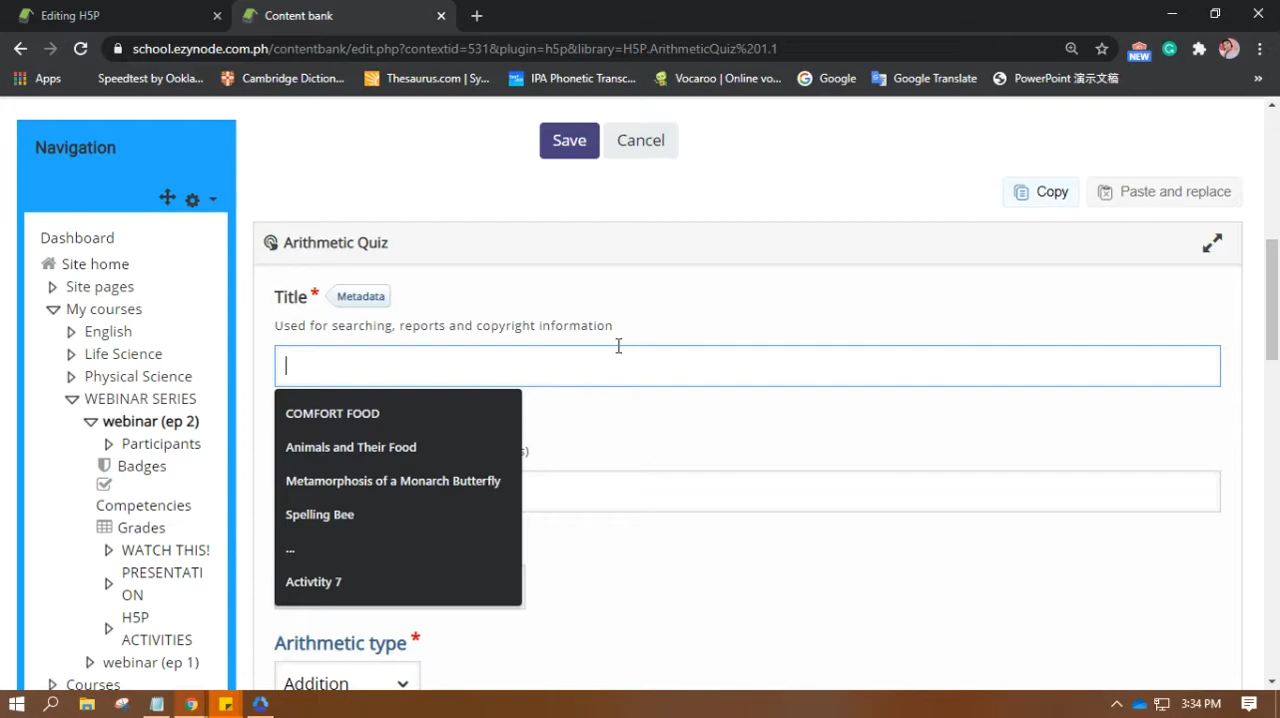 Editing H5P
Content bank
school.ezynode.com.ph/contentbank/edit.php?contextid=531&plugin=h5p&library=H5P.ArithmeticQuiz%201.1
Apps
Speedtest by Ookla...
Cambridge Diction...
Thesaurus.com | Sy...
IPA Phonetic Transc...
Vocaroo | Online vo...
Google
Google Translate
PowerPoint 演示文稿
»
NEW
Navigation
Save
Cancel
Copy
Paste and replace
Dashboard
Site home
Site pages
My courses
English
Life Science
Physical Science
WEBINAR SERIES
webinar (ep 2)
Participants
Badges
Competencies
Grades
WATCH THIS!
PRESENTATI
ON
H5P
ACTIVITIES
webinar (ep 1)
Courses
Arithmetic Quiz
Title *
Metadata
Used for searching, reports and copyright information
COMFORT FOOD
Animals and Their Food
Metamorphosis of a Monarch Butterfly
Spelling Bee
...
Activtity 7
s)
Arithmetic type *
Addition
3:34 PM